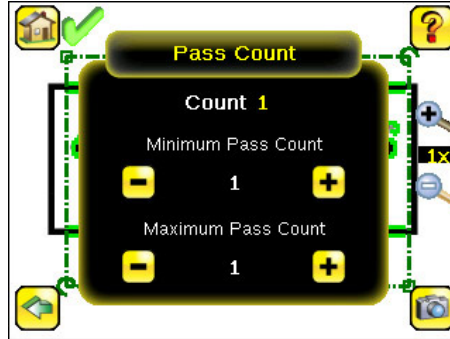 ?
Pass Count
Count 1
Minimum Pass Count
1
1x
Maximum Pass Count
1